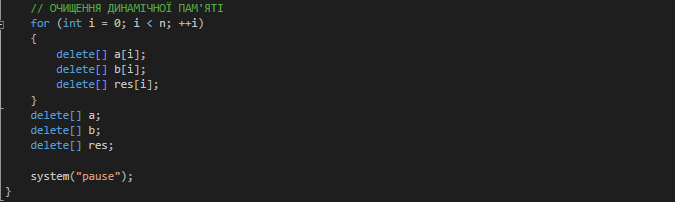 // ОЧИЩЕННЯ ДИНАМІЧНОЇ ПАМ'ЯТІ
for (int i = 0; i < n; ++i)
{
delete[] a[i];
delete[] b[i];
delete[] res[i];
}
delete[] a;
delete[] b;
delete[] res;
system("pause");
}